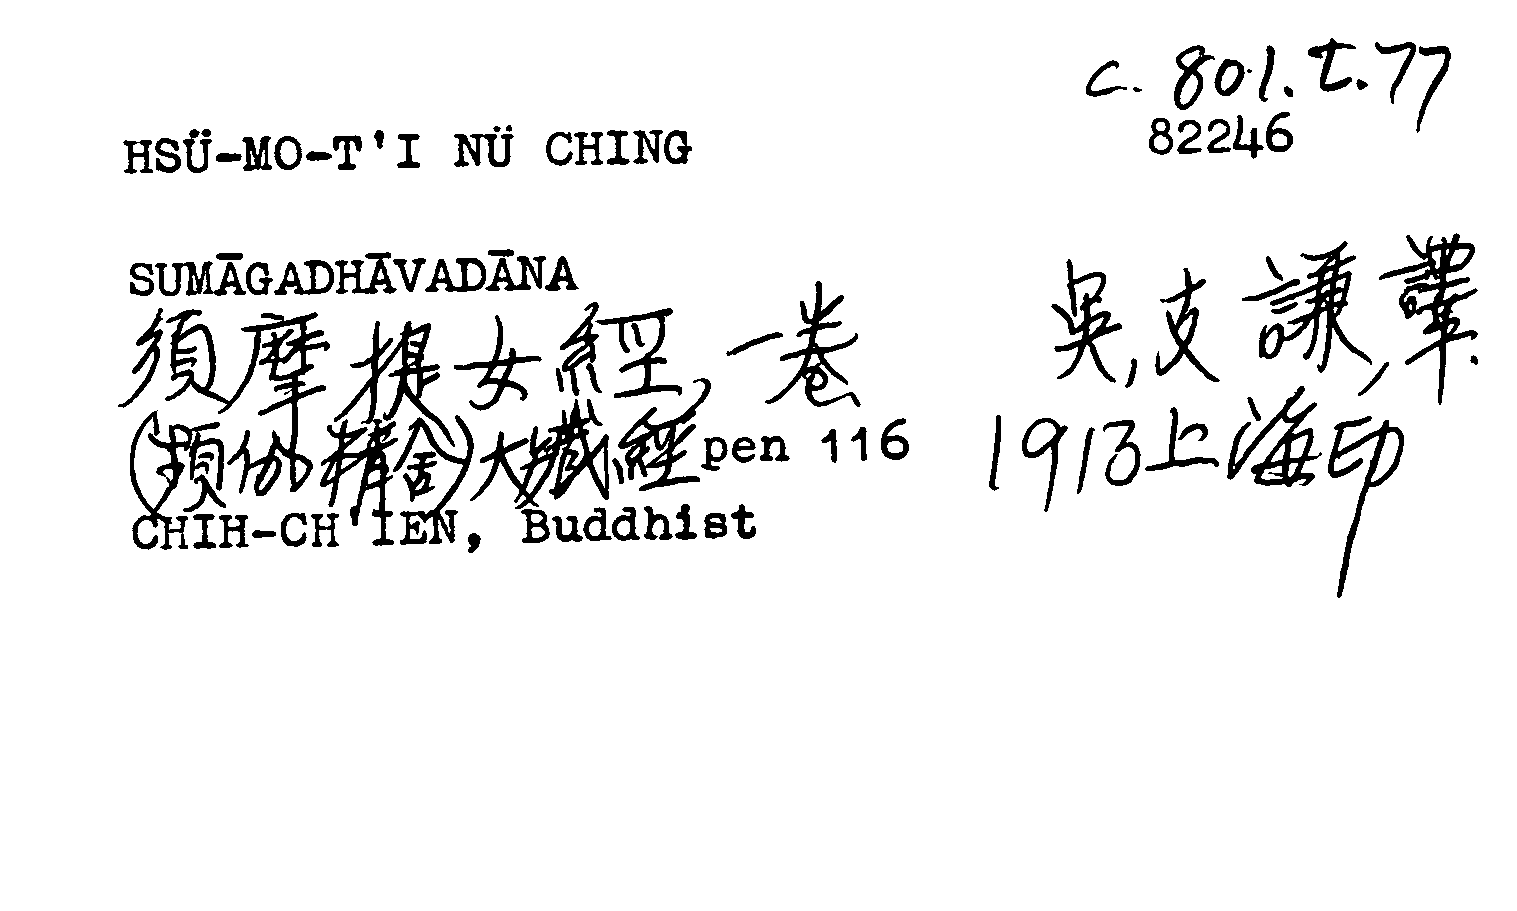 c. 801. t. 77
82246
HSÜ-MO-T'I NÜ CHING
SUMĀGADHĀVADĀNA
須摩提女經, 一卷 吳, 支謙, 譯.
(頻伽精舍)大藏經 pen 116 1913上海印
CHIH-CH'IEN, Buddhist